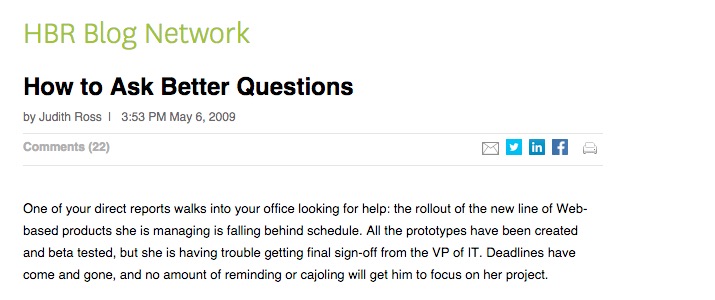 HBR Blog Network
How to Ask Better Questions
by Judith Ross | 3:53 PM May 6, 2009
Comments (22)
One of your direct reports walks into your office looking for help: the rollout of the new line of Web-
based products she is managing is falling behind schedule. All the prototypes have been created
and beta tested, but she is having trouble getting final sign-off from the VP of IT. Deadlines have
come and gone, and no amount of reminding or cajoling will get him to focus on her project.